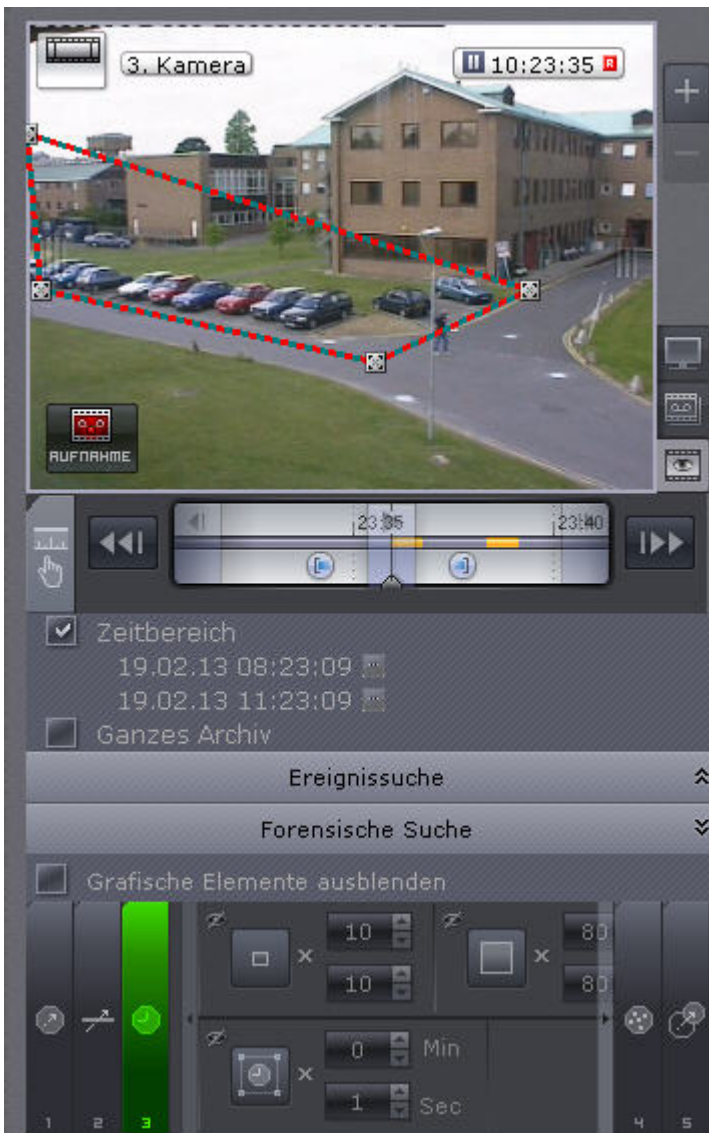 3. Kamera
10:23:35 R
AUFNAHME
23:35
23:40
Zeitbereich
19.02.13 08:23:09
19.02.13 11:23:09
Ganzes Archiv
Ereignissuche
Forensische Suche
Grafische Elemente ausblenden
10 80
10 80
0 Min
1 Sec
1 2 3 4 5